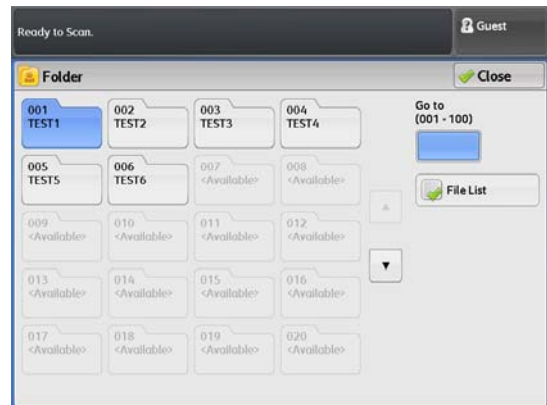 Ready to Scan.
Guest
Folder
Close
001
TEST1
002
TEST2
003
TEST3
004
TEST4
Go to
(001 - 100)
005
TEST5
006
TEST6
007
<Available>
008
<Available>
File List
009
<Available>
010
<Available>
011
<Available>
012
<Available>
013
<Available>
014
<Available>
015
<Available>
016
<Available>
017
<Available>
018
<Available>
019
<Available>
020
<Available>